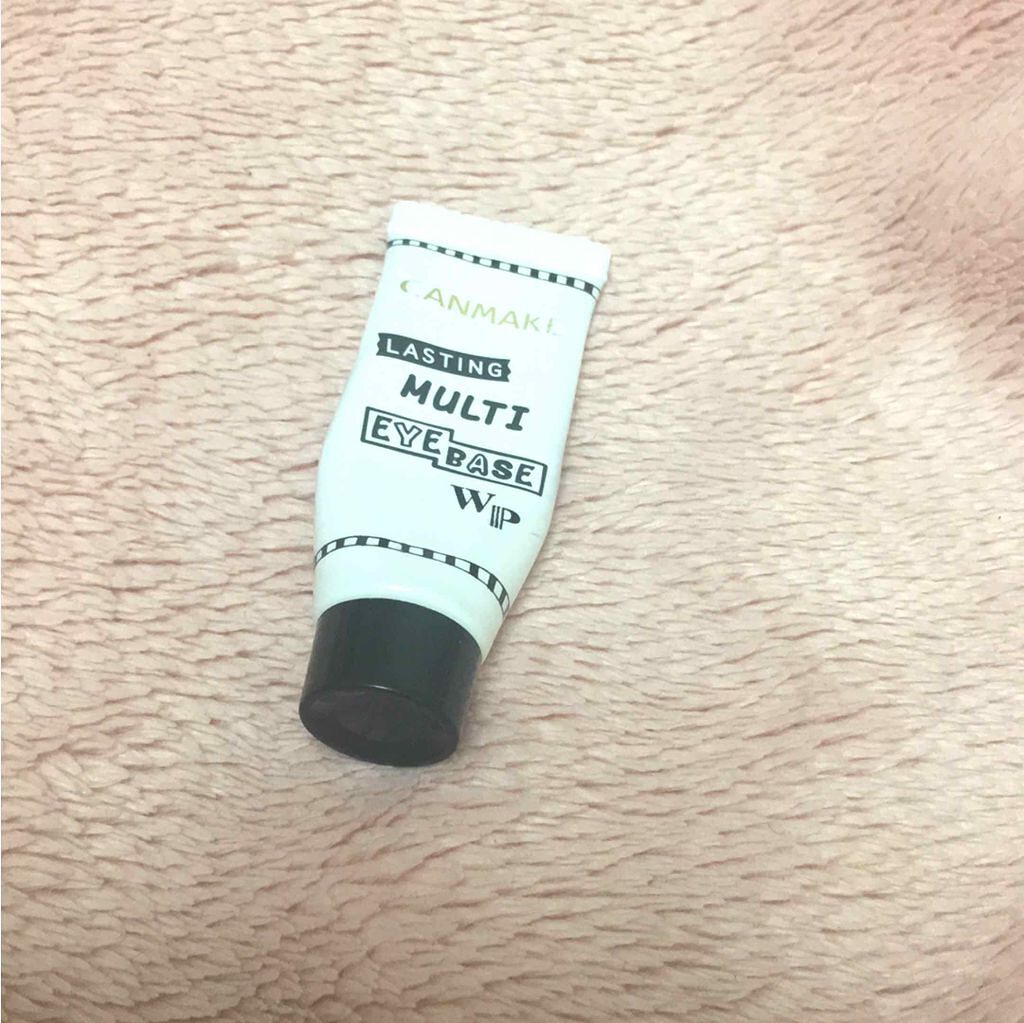 CANMAKE
LASTING
MULTI
EYE BASE
WP